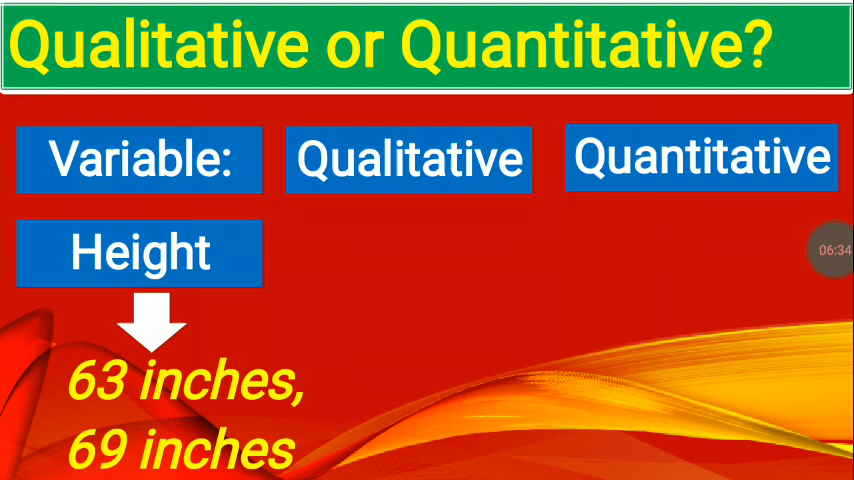 Qualitative or Quantitative?
Variable: Qualitative Quantitative
Height
06:34
63 inches,
69 inches